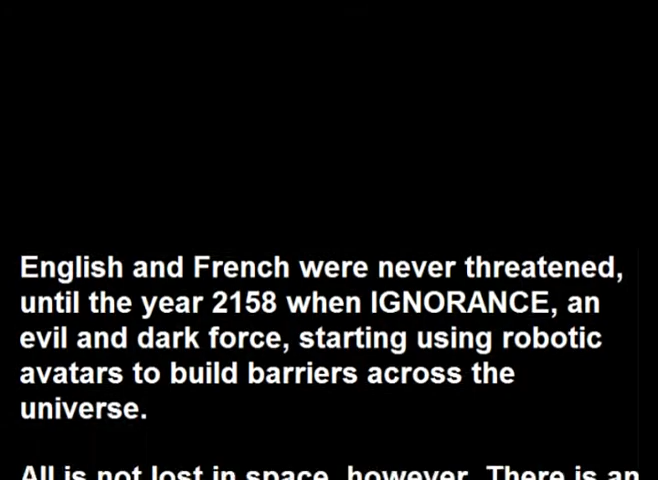 English and French were never threatened,
until the year 2158 when IGNORANCE, an
evil and dark force, starting using robotic
avatars to build barriers across the
universe.
All is not lost in space, however. There is an